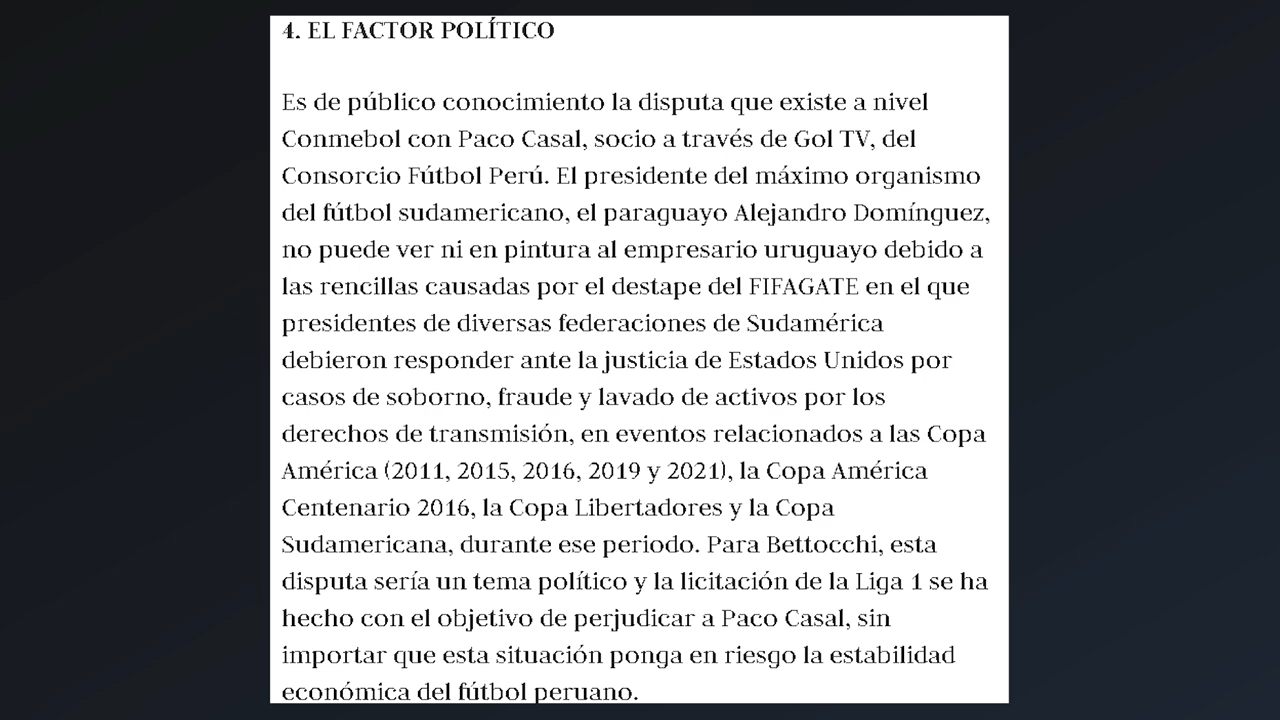 4. EL FACTOR POLÍTICO
Es de público conocimiento la disputa que existe a nivel
Conmebol con Paco Casal, socio a través de Gol TV, del
Consorcio Fútbol Perú. El presidente del máximo organismo
del fútbol sudamericano, el paraguayo Alejandro Domínguez,
no puede ver ni en pintura al empresario uruguayo debido a
las rencillas causadas por el destape del FIFAGATE en el que
presidentes de diversas federaciones de Sudamérica
debieron responder ante la justicia de Estados Unidos por
casos de soborno, fraude y lavado de activos por los
derechos de transmisión, en eventos relacionados a las Copa
América (2011, 2015, 2016, 2019 y 2021), la Copa América
Centenario 2016, la Copa Libertadores y la Copa
Sudamericana, durante ese periodo. Para Bettocchi, esta
disputa sería un tema político y la licitación de la Liga 1 se ha
hecho con el objetivo de perjudicar a Paco Casal, sin
importar que esta situación ponga en riesgo la estabilidad
económica del fútbol peruano.